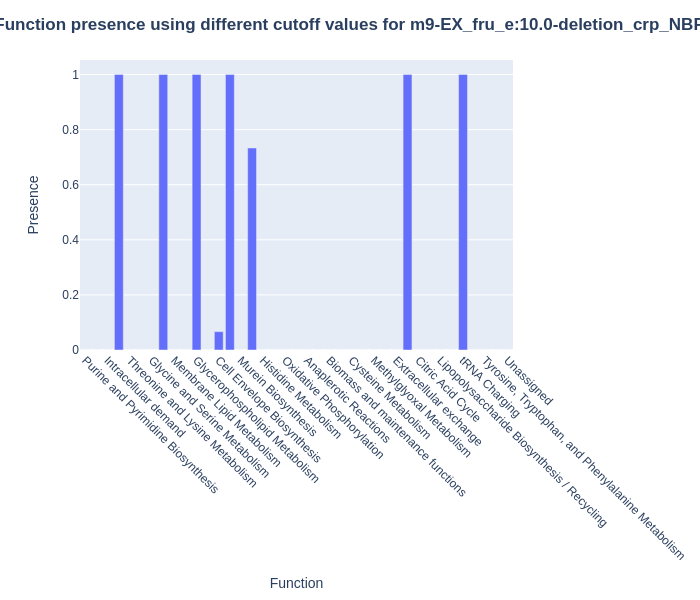 Function presence using different cutoff values for m9-EX_fru_e:10.0-deletion_crp_NBF
Presence
1
0.8
0.6
0.4
0.2
0
Purine and Pyrimidine Biosynthesis
Intracellular demand
Threonine and Lysine Metabolism
Glycine and Serine Metabolism
Membrane Lipid Metabolism
Glycerophospholipid Metabolism
Cell Envelope Biosynthesis
Murein Biosynthesis
Histidine Metabolism
Oxidative Phosphorylation
Anaplerotic Reactions
Biomass and maintenance functions
Cysteine Metabolism
Methylglyoxal Metabolism
Extracellular exchange
Citric Acid Cycle
Lipopolysaccharide Biosynthesis / Recycling
tRNA Charging
Tyrosine, Tryptophan, and Phenylalanine Metabolism
Unassigned
Function